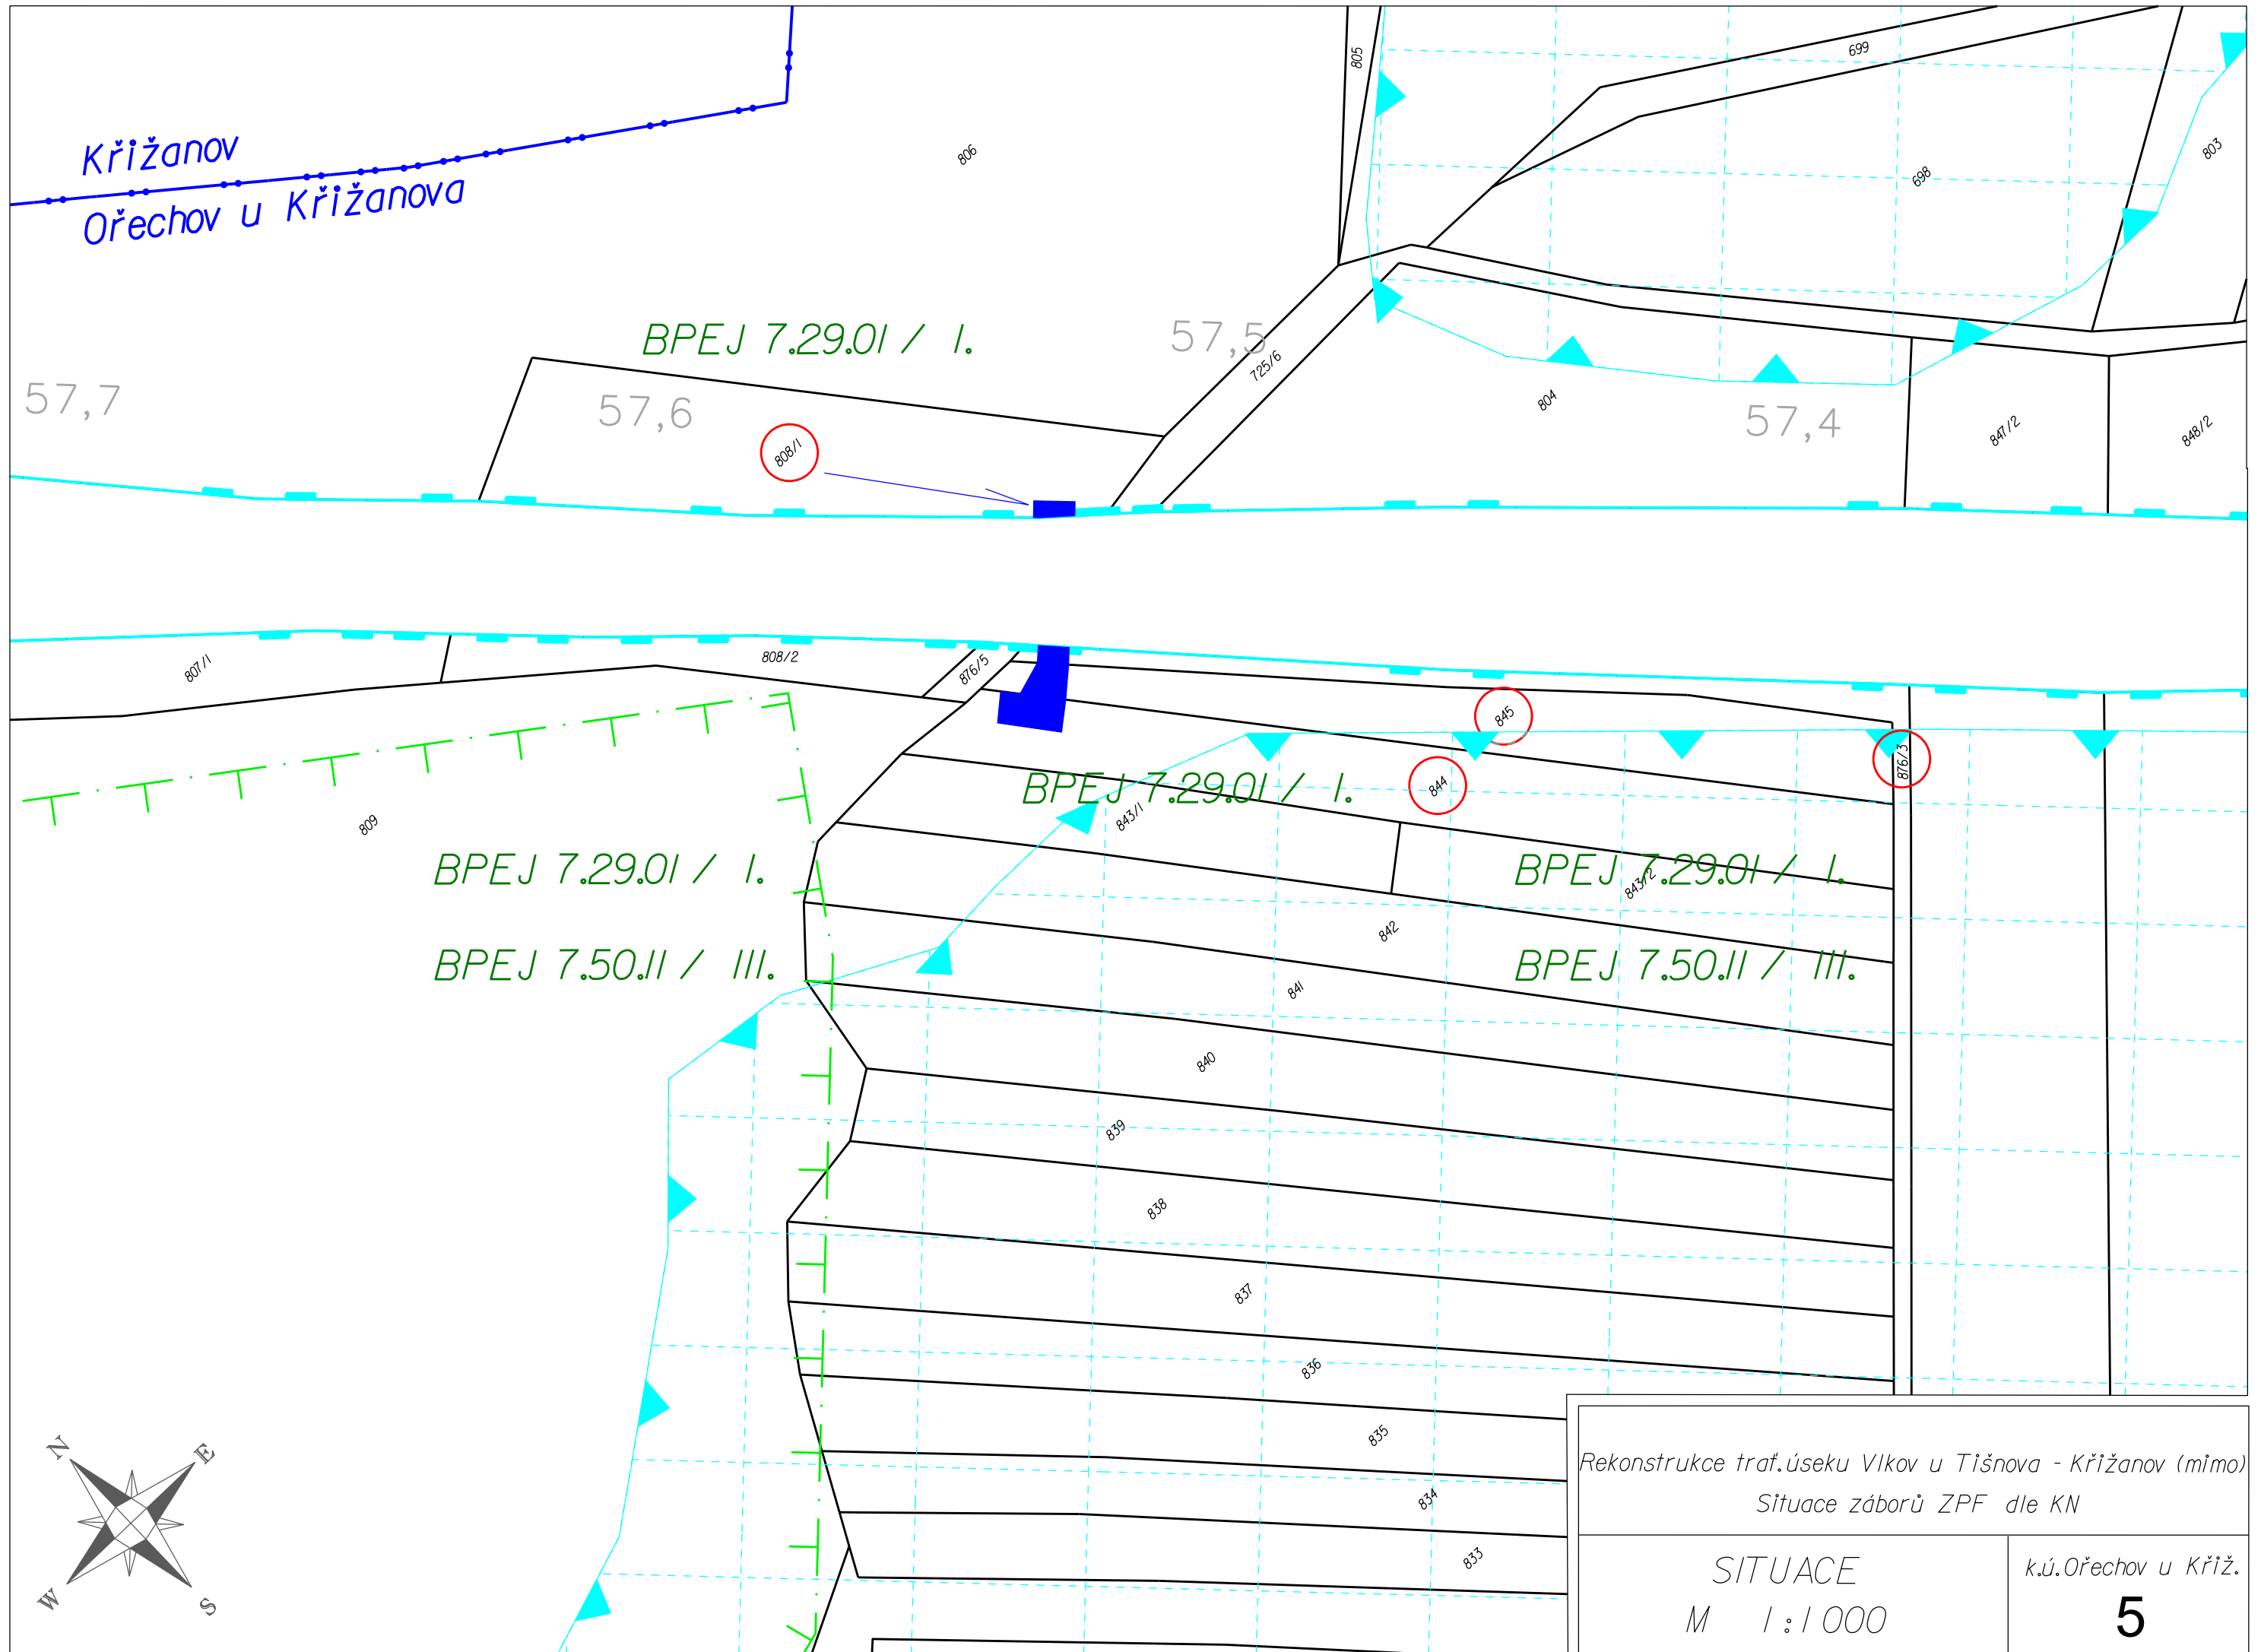 805
699
Křižanov
806
803
698
Ořechov u Křižanova
BPEJ 7.29.01 / I.
57,5
725/6
57,7
57,6
804
57,4
847/2
848/2
808/1
807/1
808/2
876/5
845
876/3
BPEJ 7.29.01 / I.
844
843/1
809
BPEJ 7.29.01 / I.
BPEJ 7.29.01 / I.
843/2
842
BPEJ 7.50.11 / III.
BPEJ 7.50.11 / III.
841
840
839
838
837
836
835
834
833
N
E
W
S
Rekonstrukce trať.úseku Vlkov u Tišnova - Křižanov (mimo)
Situace záborů ZPF dle KN
SITUACE
M 1:1000
k.ú.Ořechov u Křiž.
5